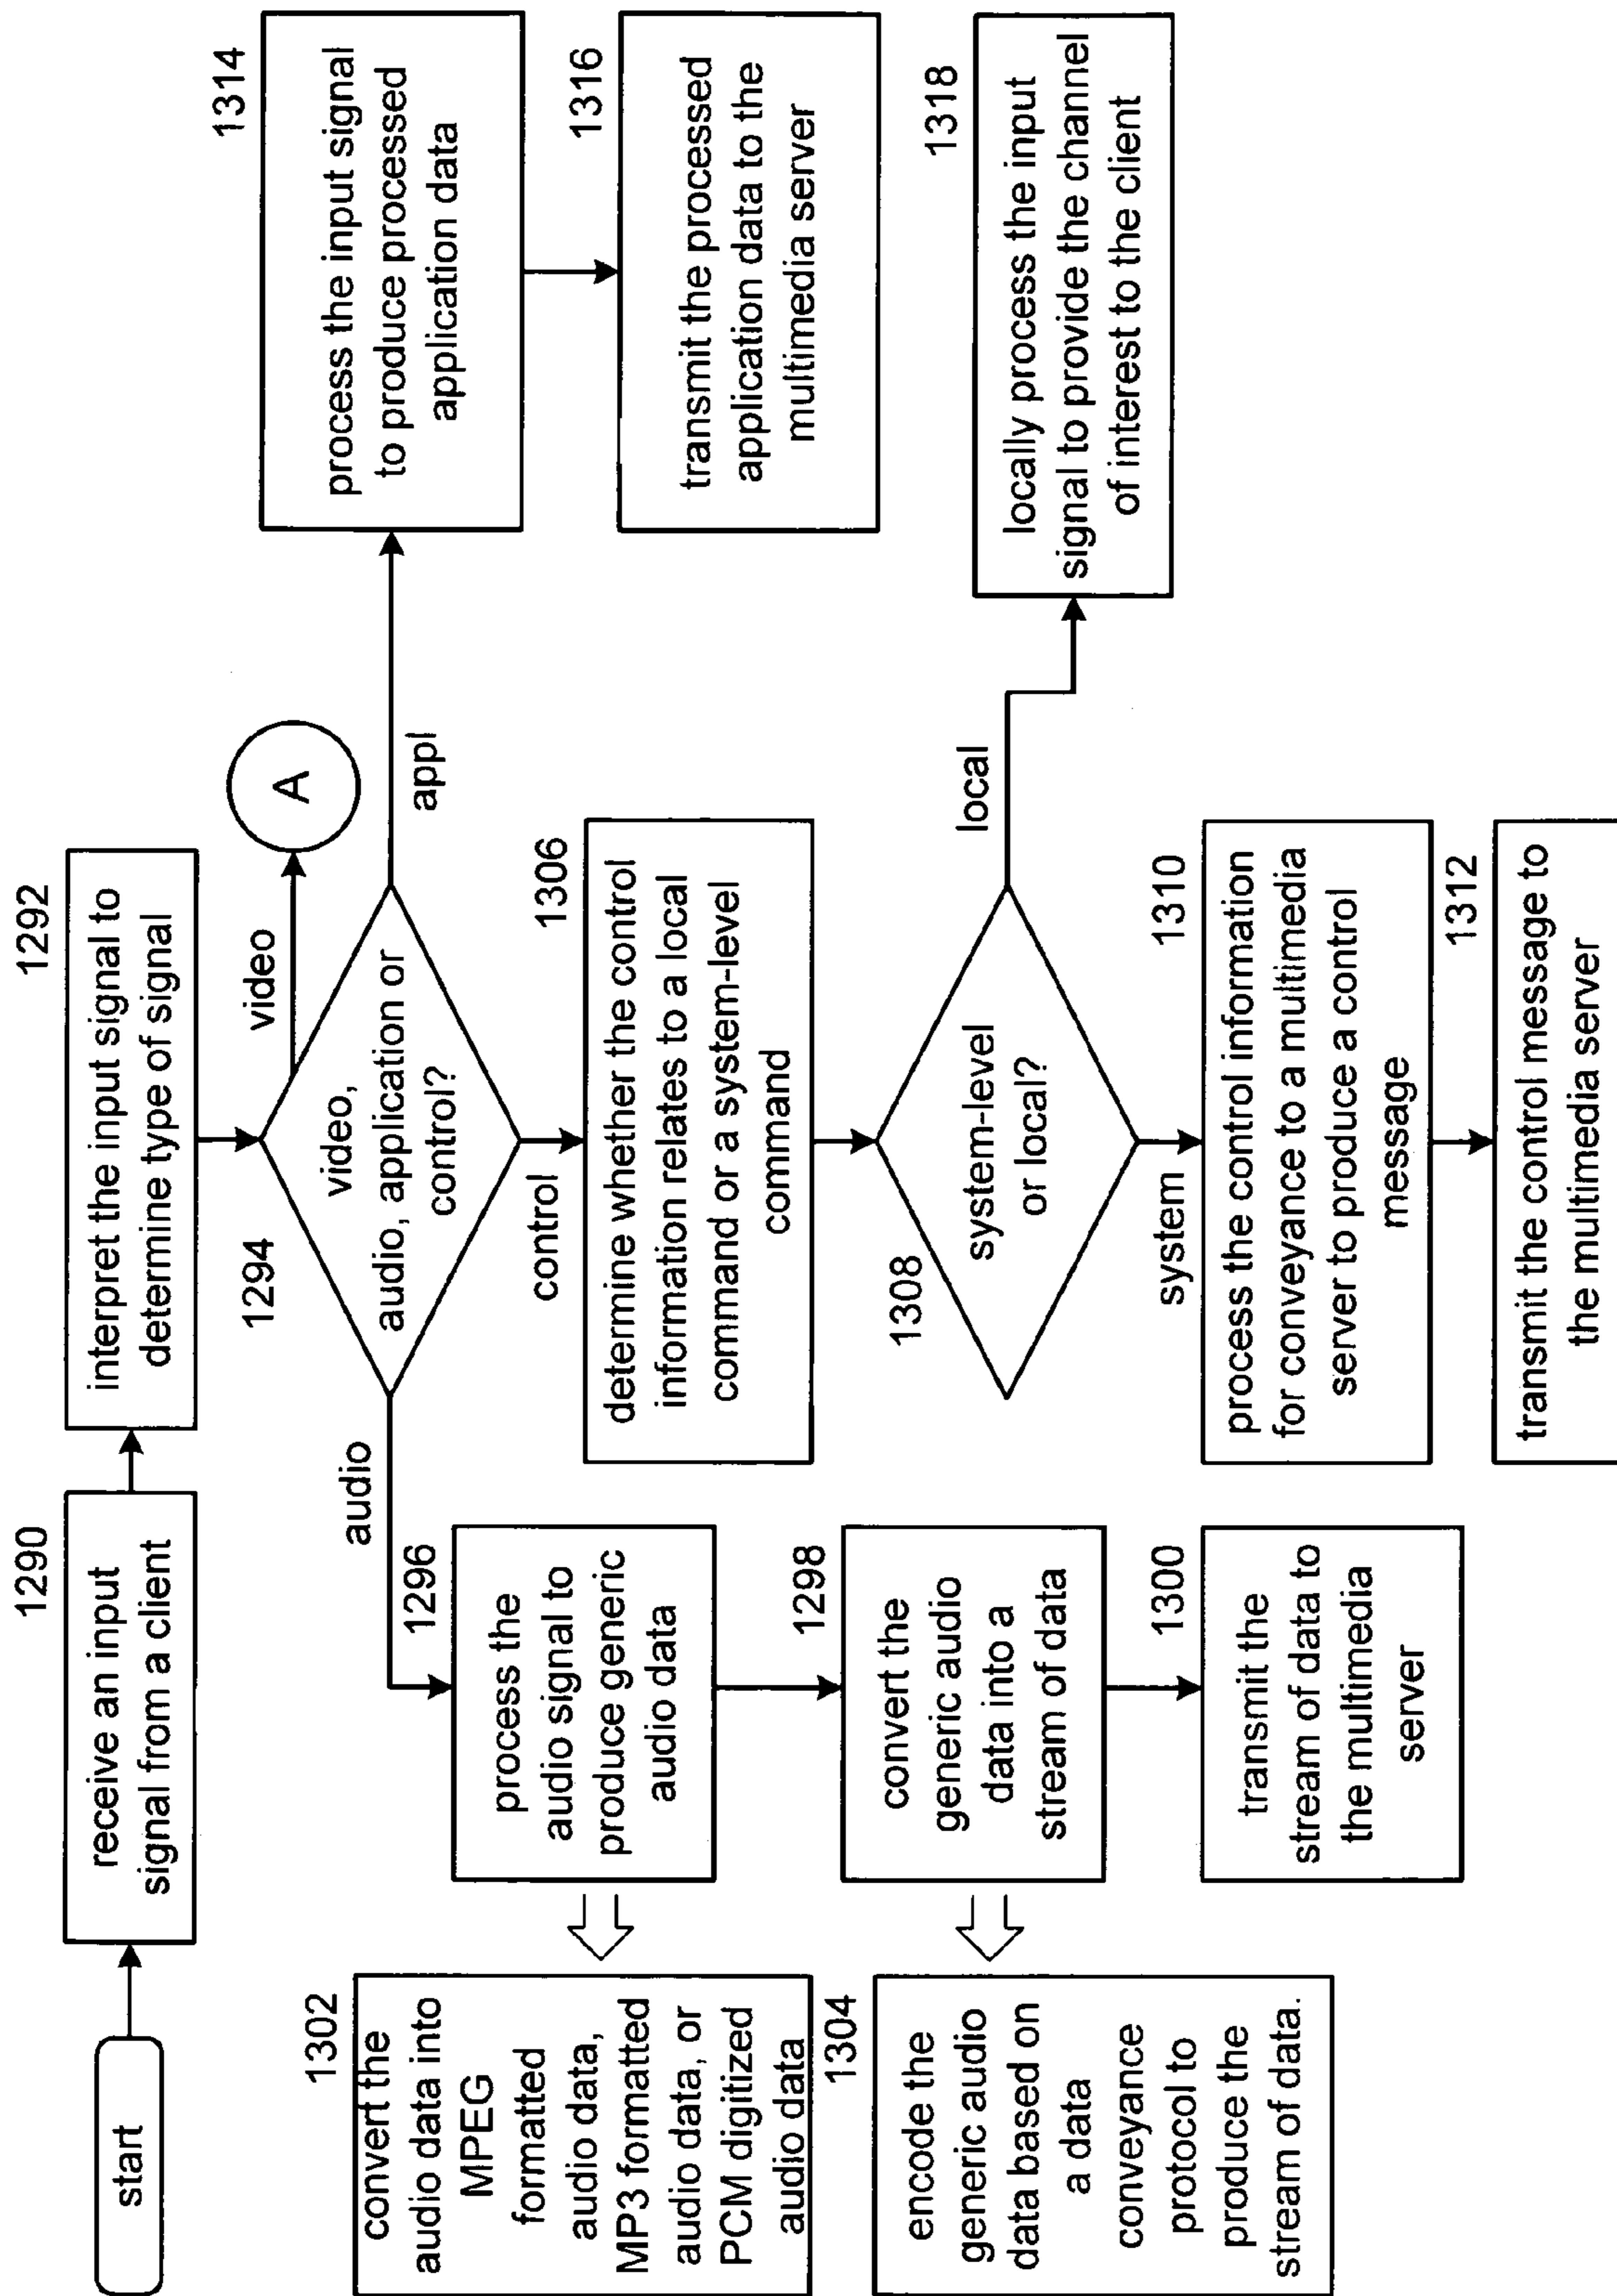 start
1290
receive an input
signal from a client
1292
interpret the input signal to
determine type of signal
1294
video,
audio, application or
control?
video
A
audio
control
appl
1296
process the
audio signal to
produce generic
audio data
1298
convert the
generic audio
data into a
stream of data
1300
transmit the
stream of data to
the multimedia
server
1302
convert the
audio data into
MPEG
formatted
audio data,
MP3 formatted
audio data, or
PCM digitized
audio data
1304
encode the
generic audio
data based on
a data
conveyance
protocol to
produce the
stream of data.
1306
determine whether the control
information relates to a local
command or a system-level
command
1308
system-level
or local?
system
local
1310
process the control information
for conveyance to a multimedia
server to produce a control
message
1312
transmit the control message to
the multimedia server
1314
process the input signal
to produce processed
application data
1316
transmit the processed
application data to the
multimedia server
1318
locally process the input
signal to provide the channel
of interest to the client